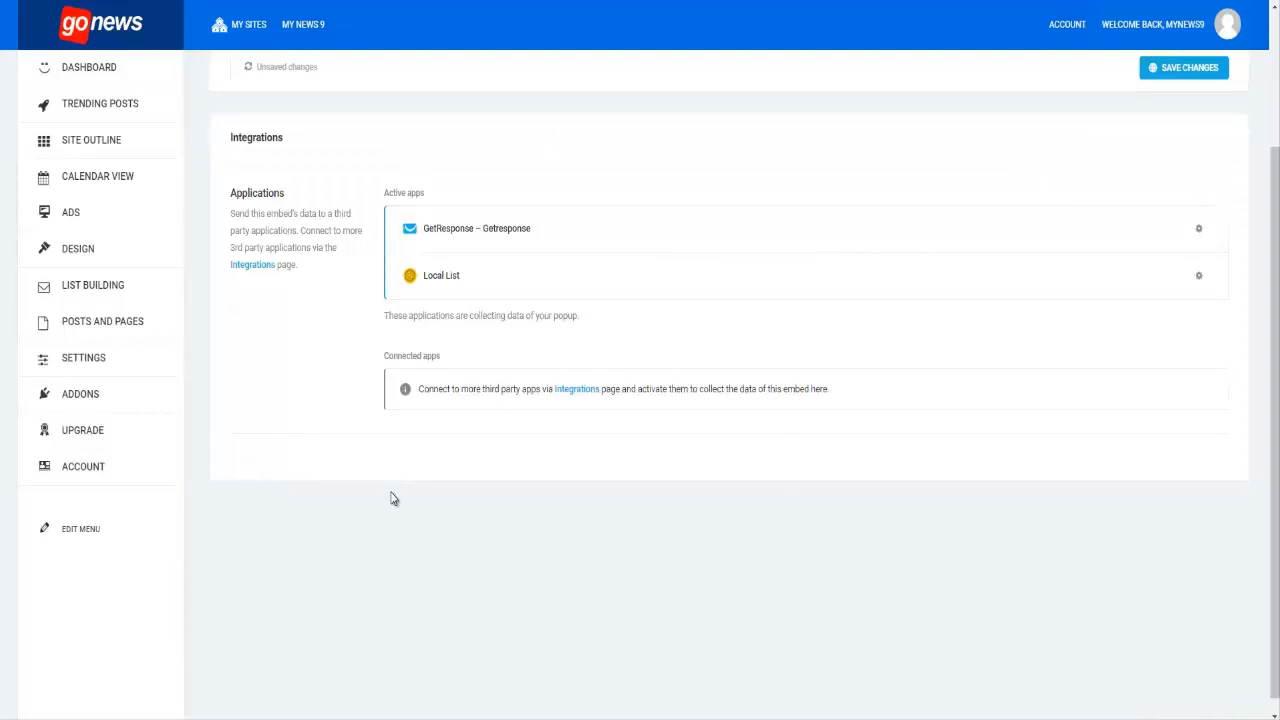 go news
MY SITES
MY NEWS 9
ACCOUNT
WELCOME BACK, MYNEWS9
DASHBOARD
TRENDING POSTS
SITE OUTLINE
CALENDAR VIEW
ADS
DESIGN
LIST BUILDING
POSTS AND PAGES
SETTINGS
ADDONS
UPGRADE
ACCOUNT
EDIT MENU
Unsaved changes
SAVE CHANGES
Integrations
Applications
Send this embed's data to a third
party applications. Connect to more
3rd party applications via the
Integrations page.
Active apps
GetResponse – Getresponse
Local List
These applications are collecting data of your popup.
Connected apps
Connect to more third party apps via Integrations page and activate them to collect the data of this embed here.